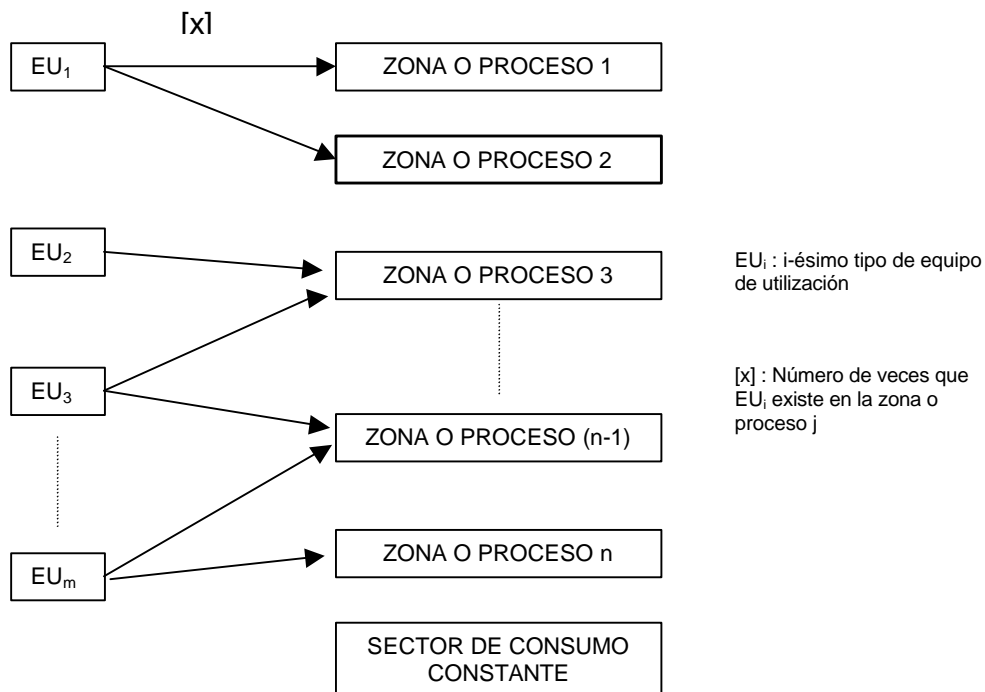 [x]
EU₁
ZONA O PROCESO 1
ZONA O PROCESO 2
EU₂
ZONA O PROCESO 3
EUᵢ : i-ésimo tipo de equipo
de utilización
EU₃
[x] : Número de veces que
EUᵢ existe en la zona o
proceso j
ZONA O PROCESO (n-1)
EUₘ
ZONA O PROCESO n
SECTOR DE CONSUMO
CONSTANTE